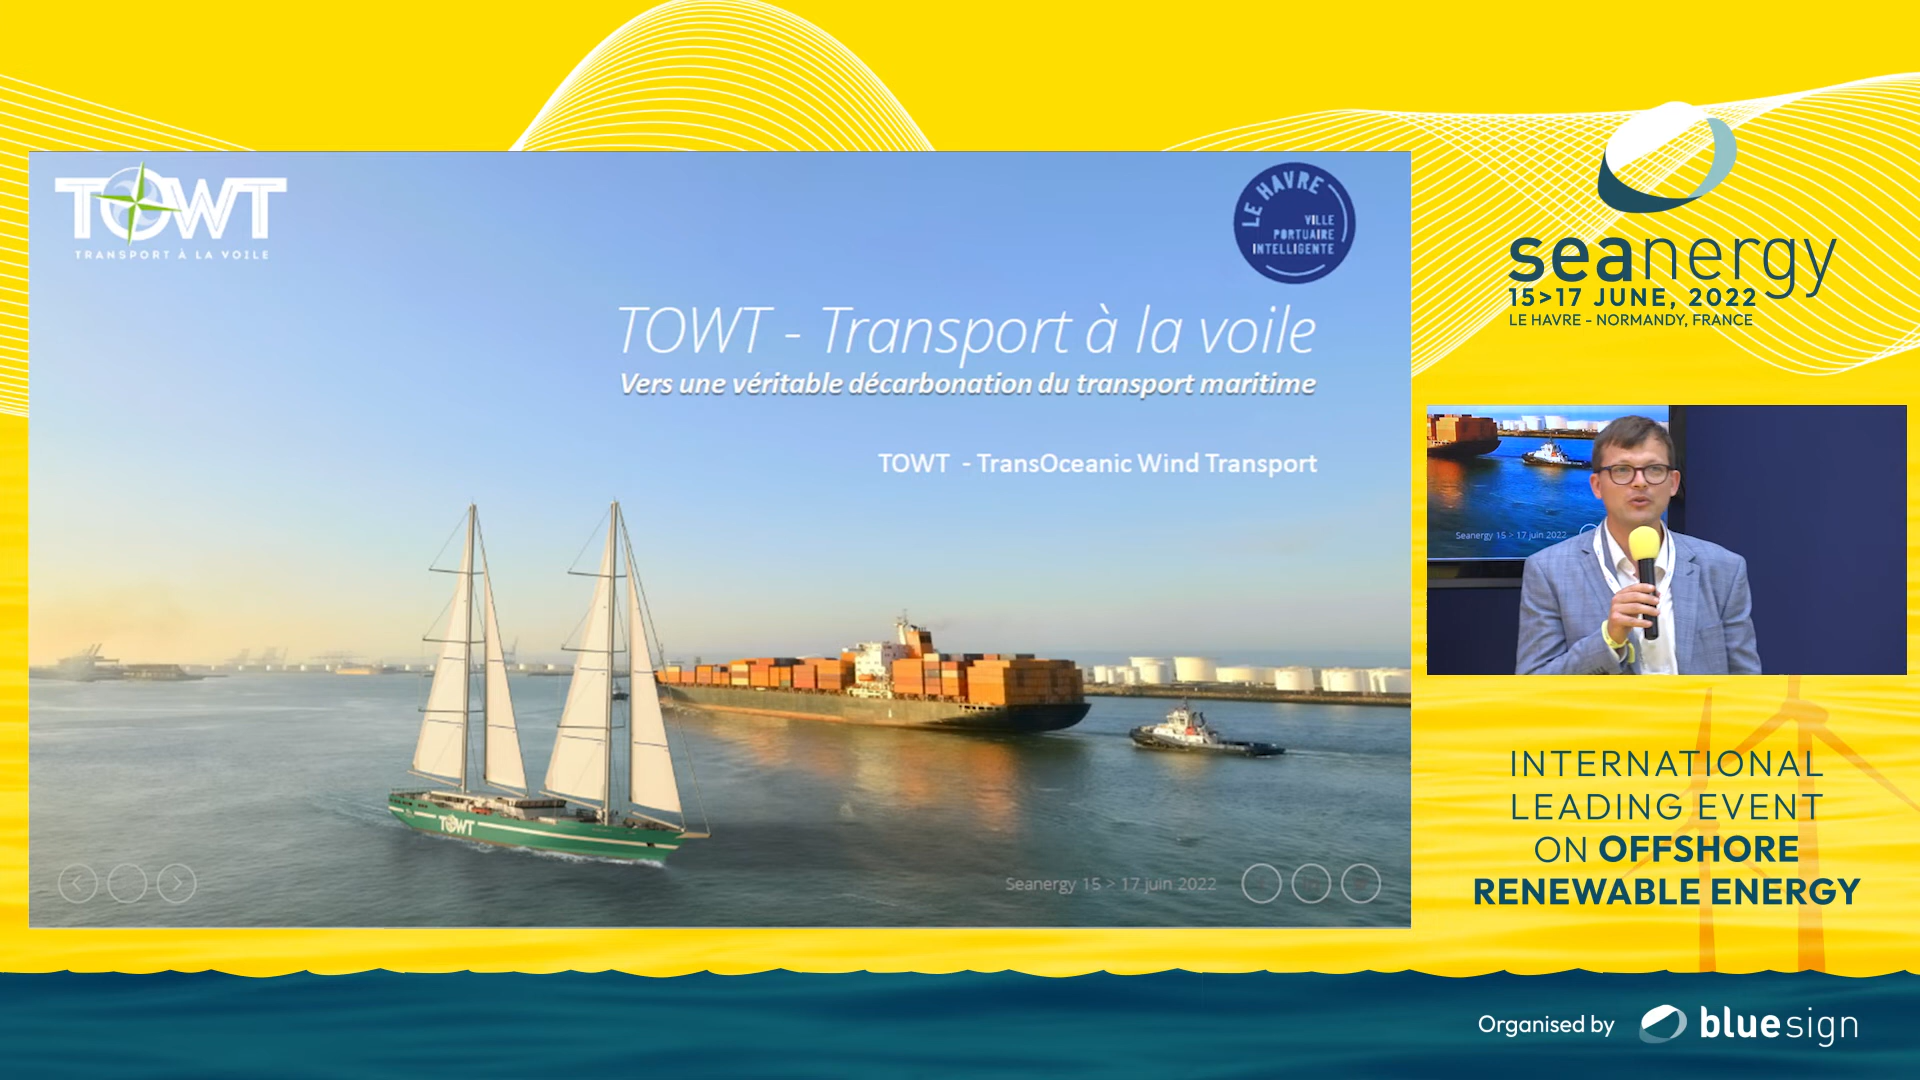 TOWT
TRANSPORT À LA VOILE
LE HAVRE
VILLE
PORTUAIRE
INTELLIGENTE
TOWT - Transport à la voile
Vers une véritable décarbonation du transport maritime
TOWT - TransOceanic Wind Transport
TOWT
Seanergy 15 > 17 juin 2022
seanergy
15>17 JUNE, 2022
LE HAVRE - NORMANDY, FRANCE
Seanergy 15 > 17 juin 2022
INTERNATIONAL
LEADING EVENT
ON OFFSHORE
RENEWABLE ENERGY
Organised by bluesign